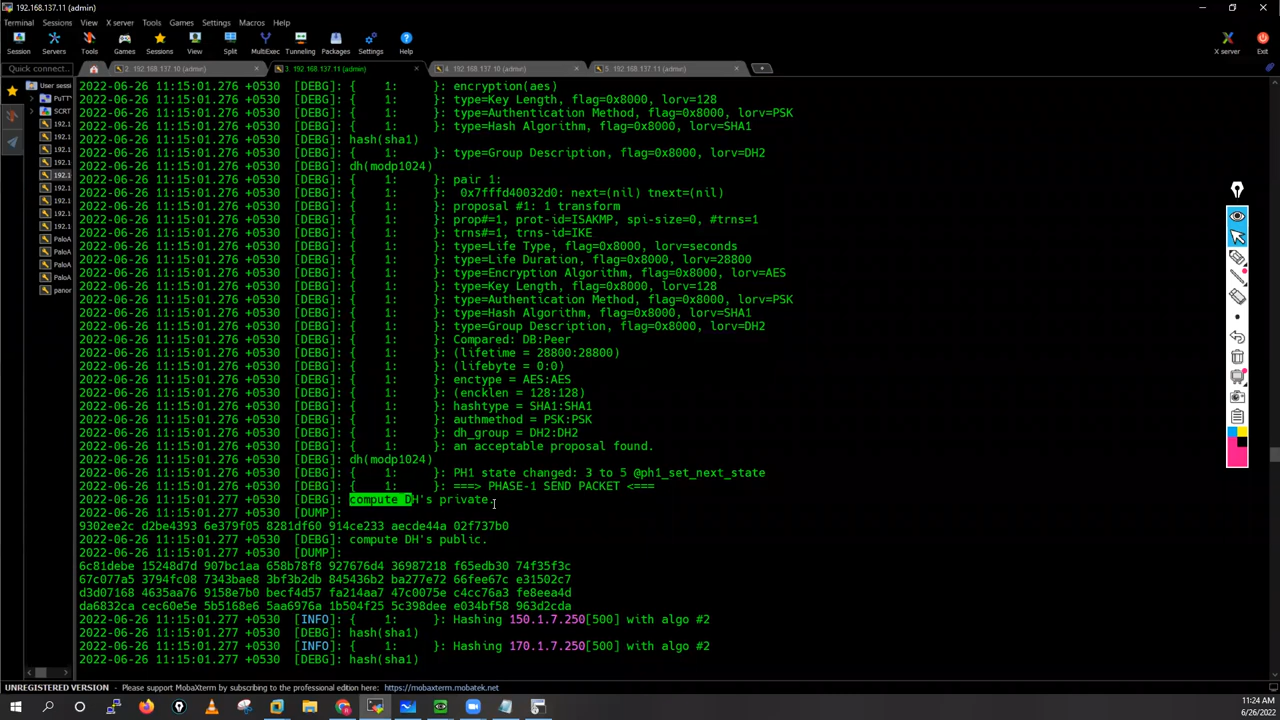 192.168.137.11 (admin)
Terminal Sessions View X server Tools Games Settings Macros Help
Session Servers Tools Games Sessions View Split MultiExec Tunneling Packages Settings Help X server Exit
Quick connect... 2. 192.168.137.10 (admin) 3. 192.168.137.11 (admin) 4. 192.168.137.10 (admin) 5. 192.168.137.11 (admin)
User sessi
PuTT
SCRT
192.1
192.1
192.1
192.1
192.1
192.1
192.1
192.1
192.1
PaloA
PaloA
PaloA
PaloA
panor
2022-06-26 11:15:01.276 +0530 [DEBG]: { 1: }: encryption(aes)
2022-06-26 11:15:01.276 +0530 [DEBG]: { 1: }: type=Key Length, flag=0x8000, lorv=128
2022-06-26 11:15:01.276 +0530 [DEBG]: { 1: }: type=Authentication Method, flag=0x8000, lorv=PSK
2022-06-26 11:15:01.276 +0530 [DEBG]: { 1: }: type=Hash Algorithm, flag=0x8000, lorv=SHA1
2022-06-26 11:15:01.276 +0530 [DEBG]: hash(sha1)
2022-06-26 11:15:01.276 +0530 [DEBG]: { 1: }: type=Group Description, flag=0x8000, lorv=DH2
2022-06-26 11:15:01.276 +0530 [DEBG]: dh(modp1024)
2022-06-26 11:15:01.276 +0530 [DEBG]: { 1: }: pair 1:
2022-06-26 11:15:01.276 +0530 [DEBG]: { 1: }: 0x7fffd40032d0: next=(nil) tnext=(nil)
2022-06-26 11:15:01.276 +0530 [DEBG]: { 1: }: proposal #1: 1 transform
2022-06-26 11:15:01.276 +0530 [DEBG]: { 1: }: prop#=1, prot-id=ISAKMP, spi-size=0, #trns=1
2022-06-26 11:15:01.276 +0530 [DEBG]: { 1: }: trns#=1, trns-id=IKE
2022-06-26 11:15:01.276 +0530 [DEBG]: { 1: }: type=Life Type, flag=0x8000, lorv=seconds
2022-06-26 11:15:01.276 +0530 [DEBG]: { 1: }: type=Life Duration, flag=0x8000, lorv=28800
2022-06-26 11:15:01.276 +0530 [DEBG]: { 1: }: type=Encryption Algorithm, flag=0x8000, lorv=AES
2022-06-26 11:15:01.276 +0530 [DEBG]: { 1: }: type=Key Length, flag=0x8000, lorv=128
2022-06-26 11:15:01.276 +0530 [DEBG]: { 1: }: type=Authentication Method, flag=0x8000, lorv=PSK
2022-06-26 11:15:01.276 +0530 [DEBG]: { 1: }: type=Hash Algorithm, flag=0x8000, lorv=SHA1
2022-06-26 11:15:01.276 +0530 [DEBG]: { 1: }: type=Group Description, flag=0x8000, lorv=DH2
2022-06-26 11:15:01.276 +0530 [DEBG]: { 1: }: Compared: DB:Peer
2022-06-26 11:15:01.276 +0530 [DEBG]: { 1: }: (lifetime = 28800:28800)
2022-06-26 11:15:01.276 +0530 [DEBG]: { 1: }: (lifebyte = 0:0)
2022-06-26 11:15:01.276 +0530 [DEBG]: { 1: }: enctype = AES:AES
2022-06-26 11:15:01.276 +0530 [DEBG]: { 1: }: (encklen = 128:128)
2022-06-26 11:15:01.276 +0530 [DEBG]: { 1: }: hashtype = SHA1:SHA1
2022-06-26 11:15:01.276 +0530 [DEBG]: { 1: }: authmethod = PSK:PSK
2022-06-26 11:15:01.276 +0530 [DEBG]: { 1: }: dh_group = DH2:DH2
2022-06-26 11:15:01.276 +0530 [DEBG]: { 1: }: an acceptable proposal found.
2022-06-26 11:15:01.276 +0530 [DEBG]: dh(modp1024)
2022-06-26 11:15:01.276 +0530 [DEBG]: { 1: }: PH1 state changed: 3 to 5 @ph1_set_next_state
2022-06-26 11:15:01.276 +0530 [DEBG]: { 1: }: ===> PHASE-1 SEND PACKET <===
2022-06-26 11:15:01.277 +0530 [DEBG]: compute DH's private.
2022-06-26 11:15:01.277 +0530 [DUMP]:
9302ee2c d2be4393 6e379f05 8281df60 914ce233 aecde44a 02f737b0
2022-06-26 11:15:01.277 +0530 [DEBG]: compute DH's public.
2022-06-26 11:15:01.277 +0530 [DUMP]:
6c81debe 15248d7d 907bc1aa 658b78f8 927676d4 36987218 f65edb30 74f35f3c
67c077a5 3794fc08 7343bae8 3bf3b2db 845436b2 ba277e72 66fee67c e31502c7
d3d07168 4635aa76 9158e7b0 becf4d57 fa214aa7 47c0075e c4cc76a3 fe8eea4d
da6832ca cec60e5e 5b5168e6 5aa6976a 1b504f25 5c398dee e034bf58 963d2cda
2022-06-26 11:15:01.277 +0530 [INFO]: { 1: }: Hashing 150.1.7.250[500] with algo #2
2022-06-26 11:15:01.277 +0530 [DEBG]: hash(sha1)
2022-06-26 11:15:01.277 +0530 [INFO]: { 1: }: Hashing 170.1.7.250[500] with algo #2
2022-06-26 11:15:01.277 +0530 [DEBG]: hash(sha1)
UNREGISTERED VERSION - Please support MobaXterm by subscribing to the professional edition here: https://mobaxterm.mobatek.net
11:24 AM
6/26/2022